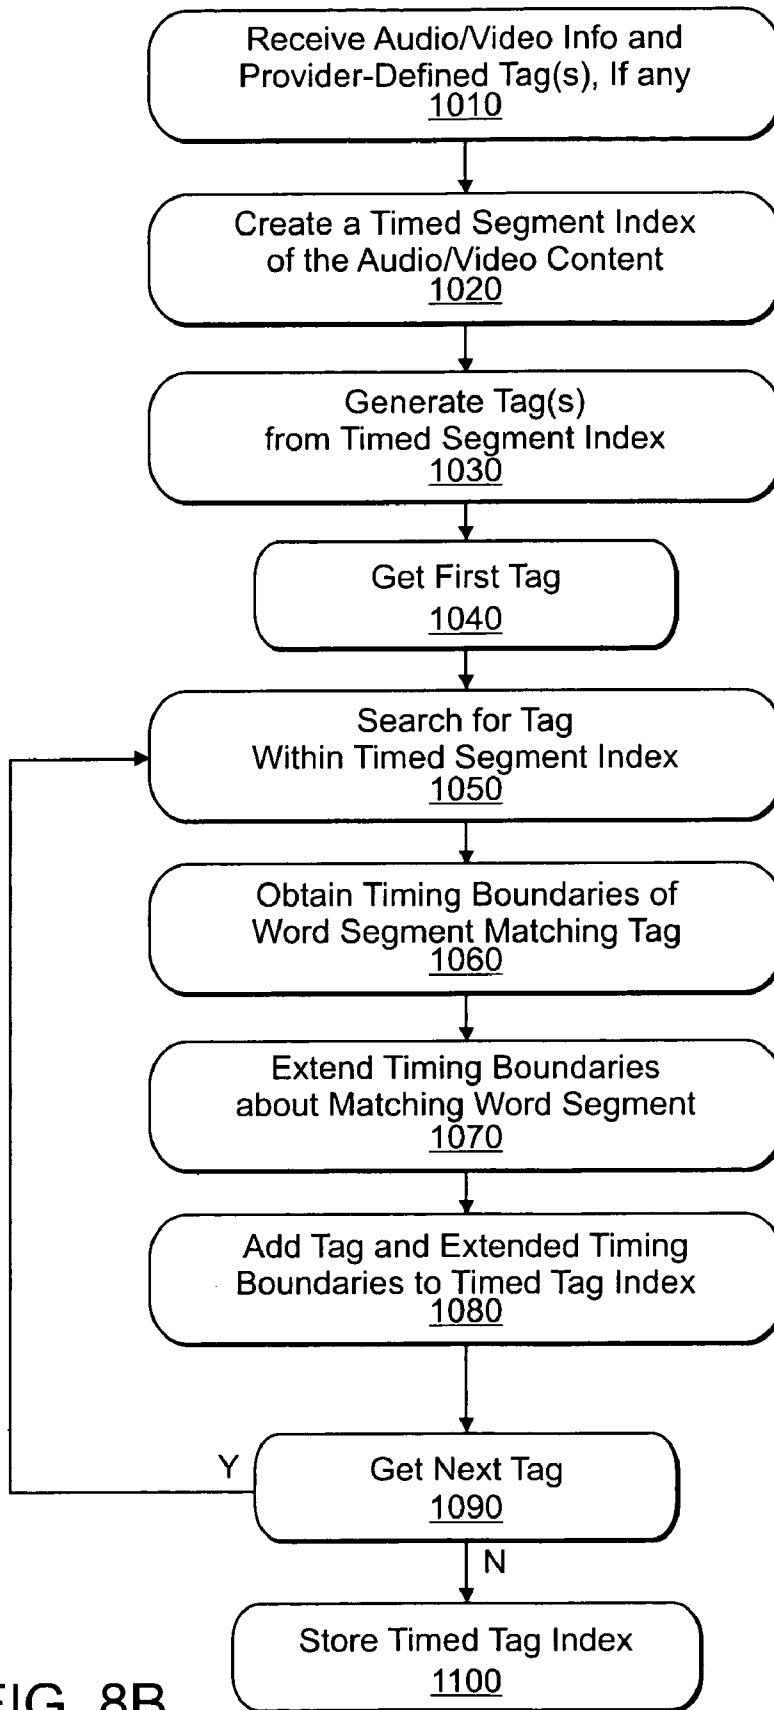 Receive Audio/Video Info and
Provider-Defined Tag(s), If any
1010
Create a Timed Segment Index
of the Audio/Video Content
1020
Generate Tag(s)
from Timed Segment Index
1030
Get First Tag
1040
Search for Tag
Within Timed Segment Index
1050
Obtain Timing Boundaries of
Word Segment Matching Tag
1060
Extend Timing Boundaries
about Matching Word Segment
1070
Add Tag and Extended Timing
Boundaries to Timed Tag Index
1080
Y
Get Next Tag
1090
N
Store Timed Tag Index
1100
FIG. 8B